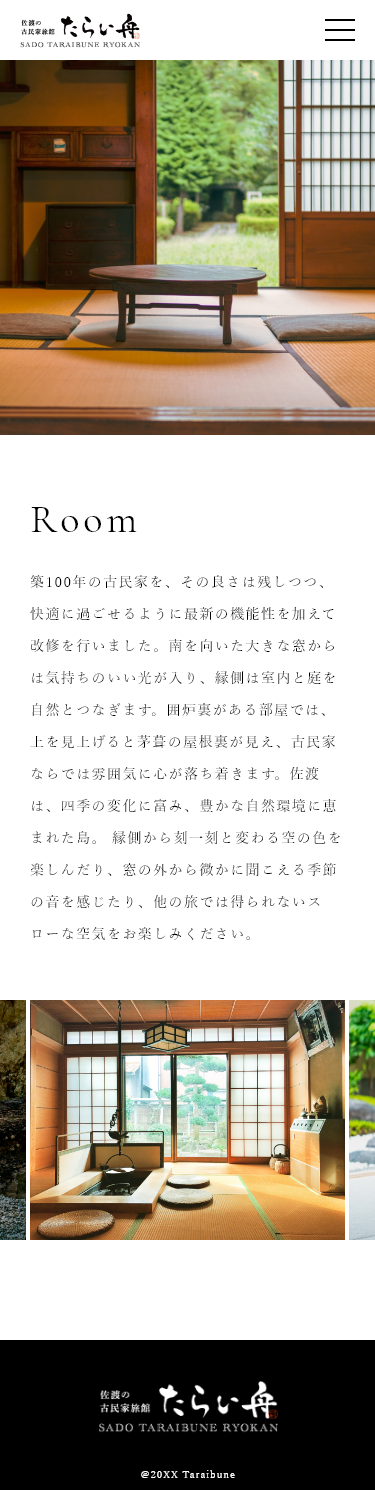 佐渡の
古民家旅館
たらい舟
SADO TARAIBUNE RYOKAN
Room
築100年の古民家を、その良さは残しつつ、
快適に過ごせるように最新の機能性を加えて
改修を行いました。南を向いた大きな窓から
は気持ちのいい光が入り、縁側は室内と庭を
自然とつなぎます。囲炉裏がある部屋では、
上を見上げると茅葺の屋根裏が見え、古民家
ならでは雰囲気に心が落ち着きます。佐渡
は、四季の変化に富み、豊かな自然環境に恵
まれた島。 縁側から刻一刻と変わる空の色を
楽しんだり、窓の外から微かに聞こえる季節
の音を感じたり、他の旅では得られないス
ローな空気をお楽しみください。
佐渡の
古民家旅館
たらい舟
SADO TARAIBUNE RYOKAN
@20XX Taraibune